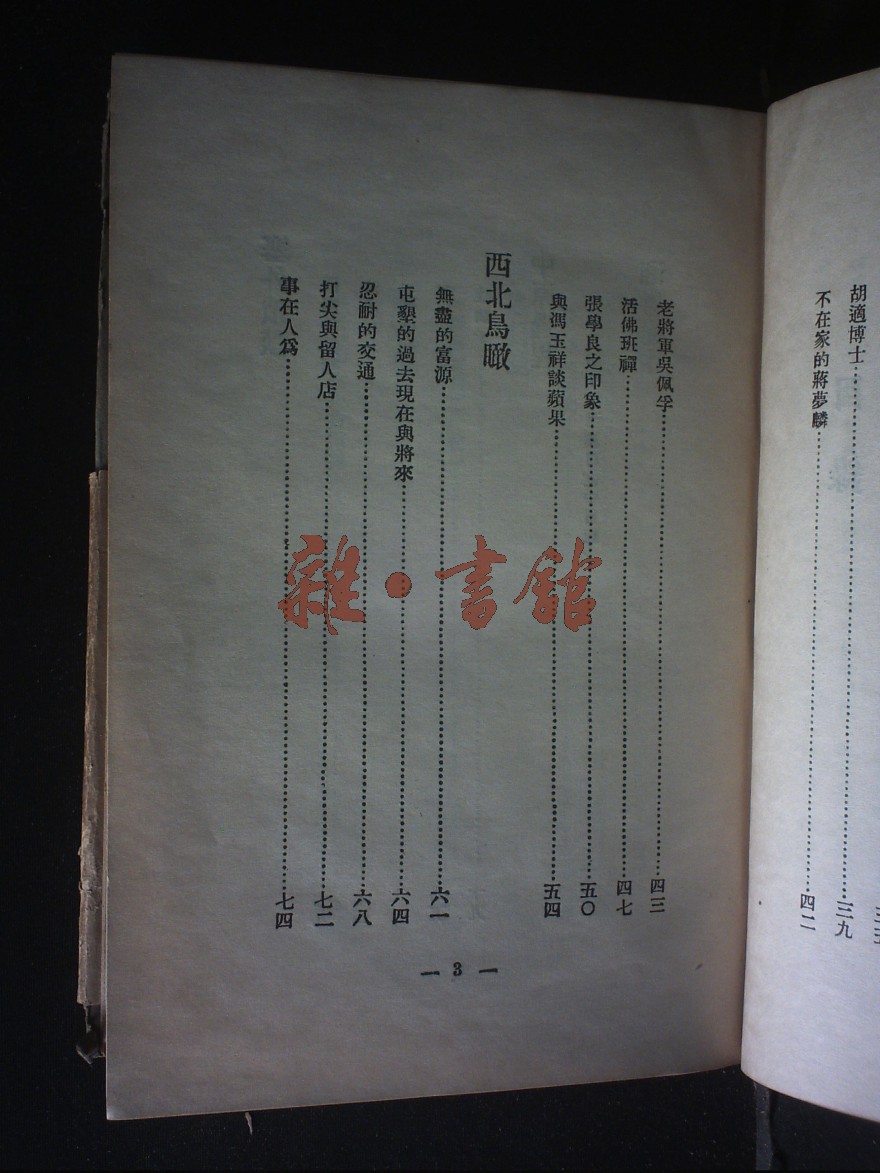 胡適博士……三九
不在家的蔣夢麟……四二
老將軍吳佩孚……四三
活佛班禪……四七
張學良之印象……五〇
與馮玉祥談蘋果……五四
西北鳥瞰
無盡的富源……六一
屯墾的過去現在與將來……六四
忍耐的交通……六八
打尖與留人店……七二
事在人為……七四
— 3 —
雜·書館